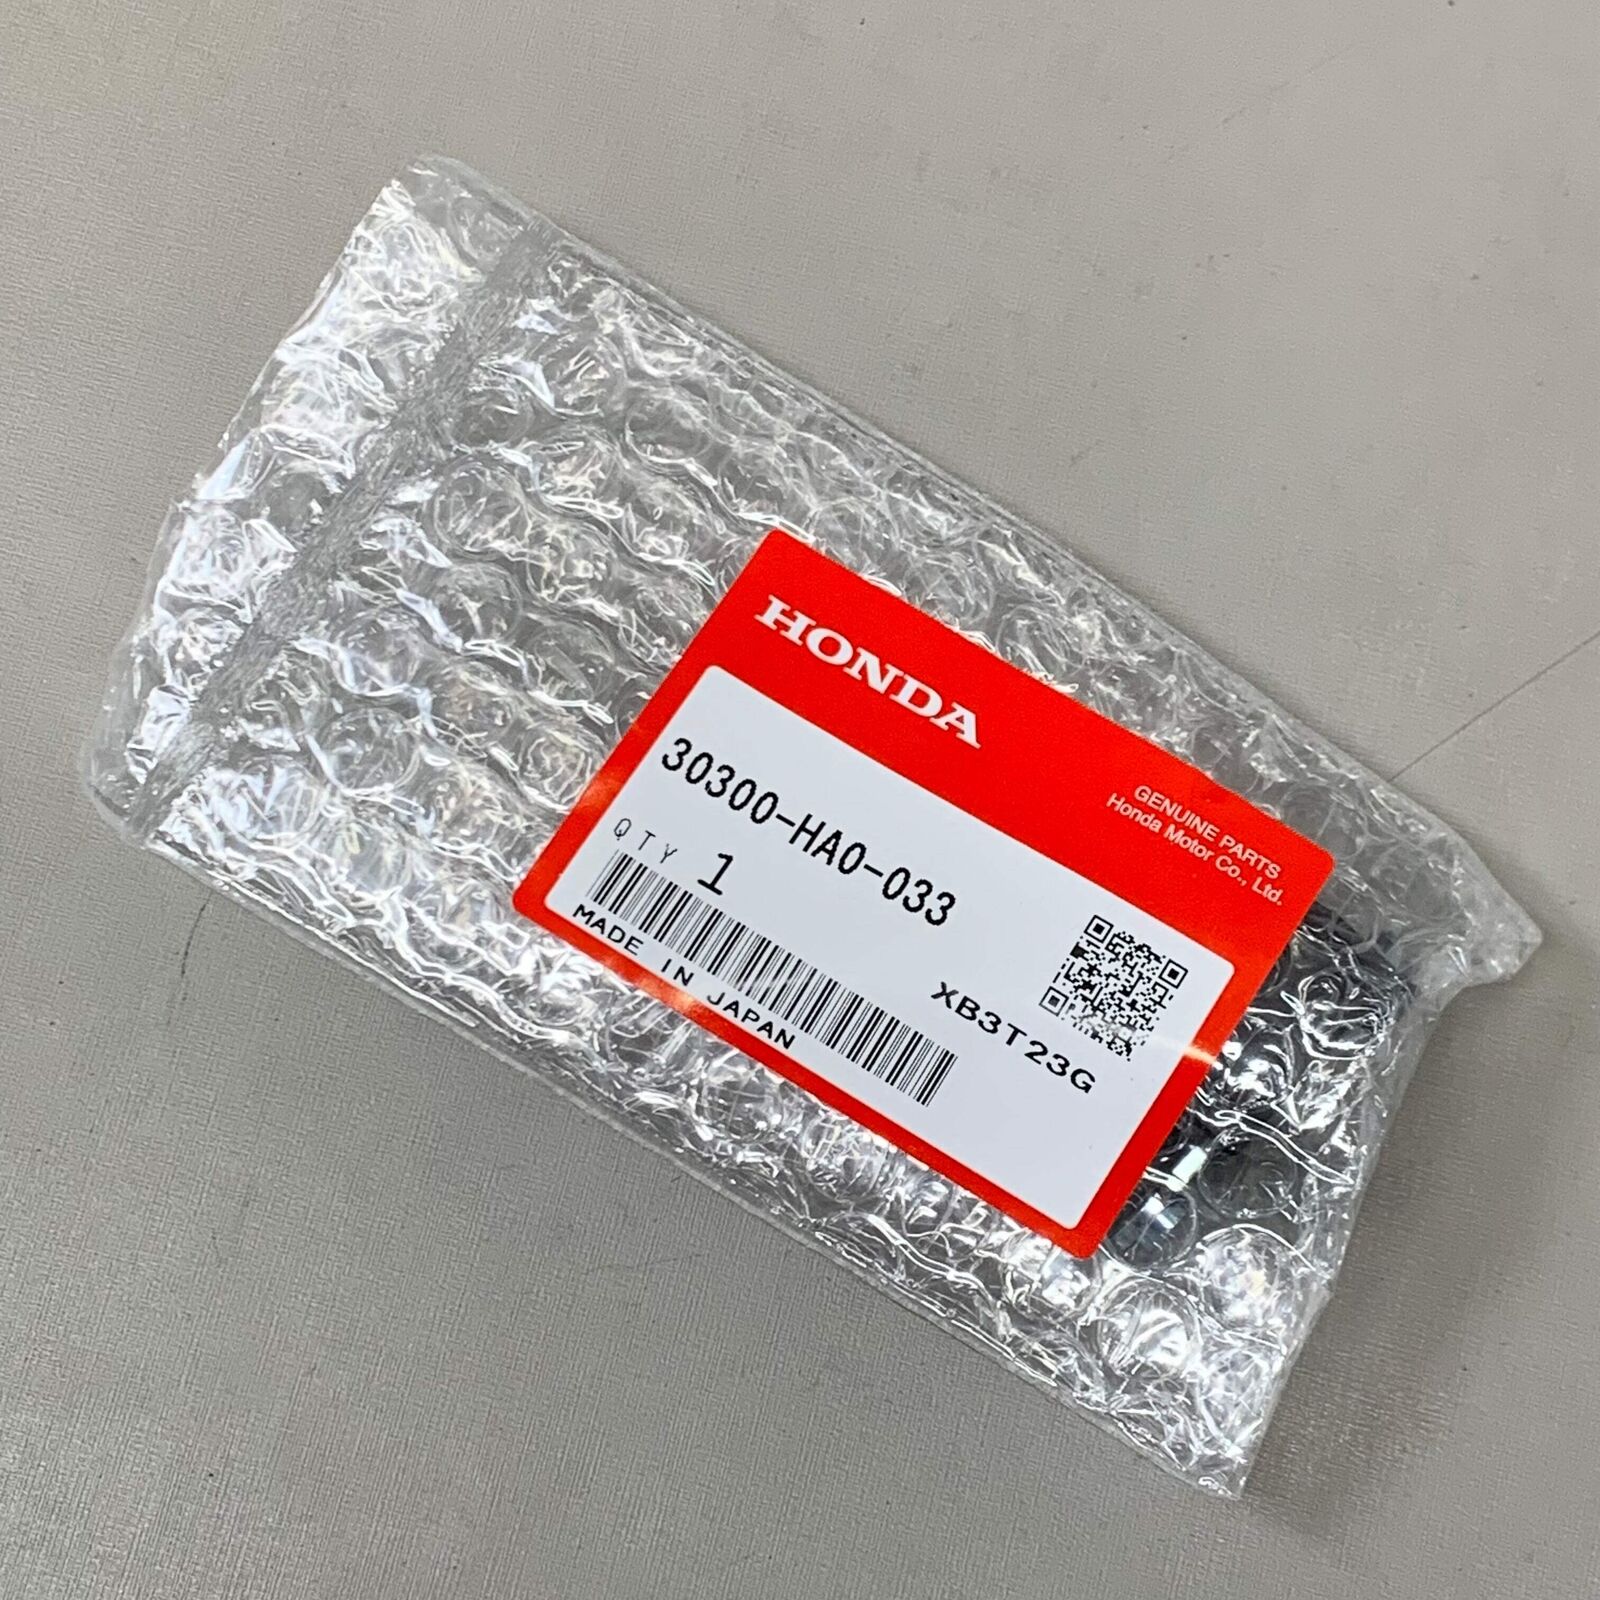 HONDA
GENUINE PARTS
Honda Motor Co., Ltd.
30300-HA0-033
QTY 1
XB3T23G
MADE IN JAPAN